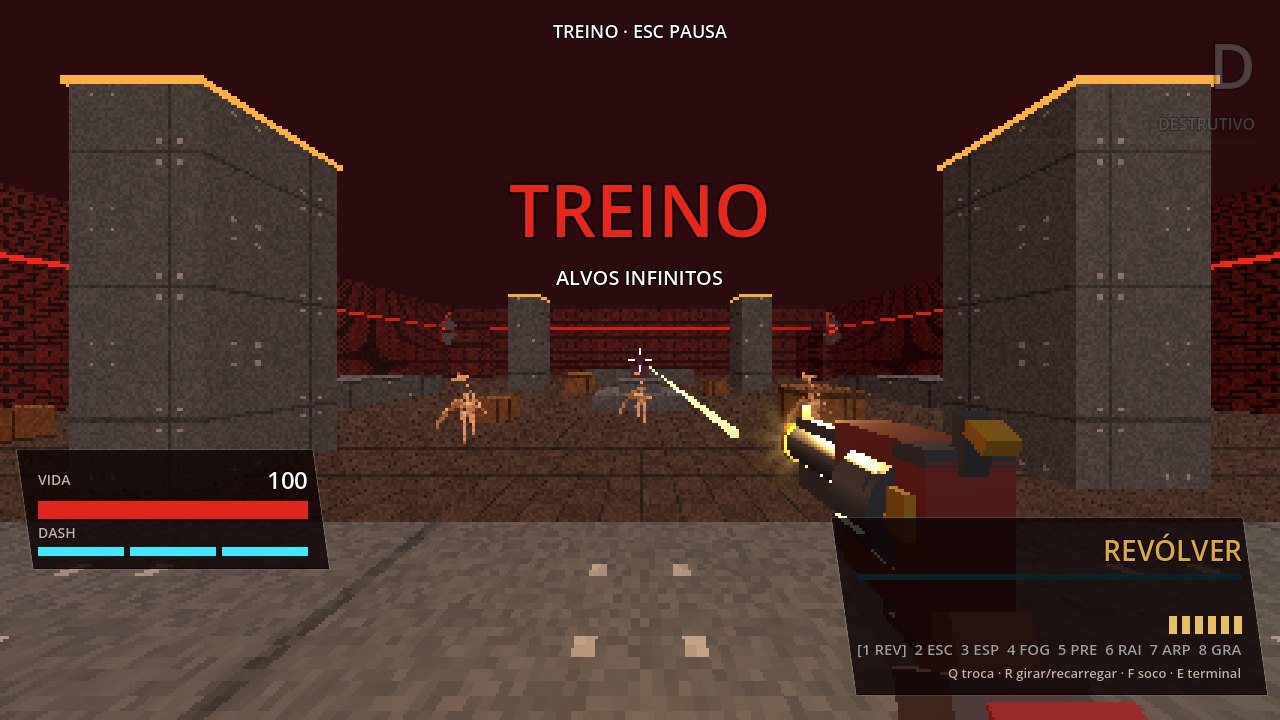 TREINO · ESC PAUSA
D
DESTRUTIVO
TREINO
ALVOS INFINITOS
VIDA 100
DASH
REVÓLVER
[1 REV] 2 ESC 3 ESP 4 FOG 5 PRE 6 RAI 7 ARP 8 GRA
Q troca · R girar/recarregar · F soco · E terminal